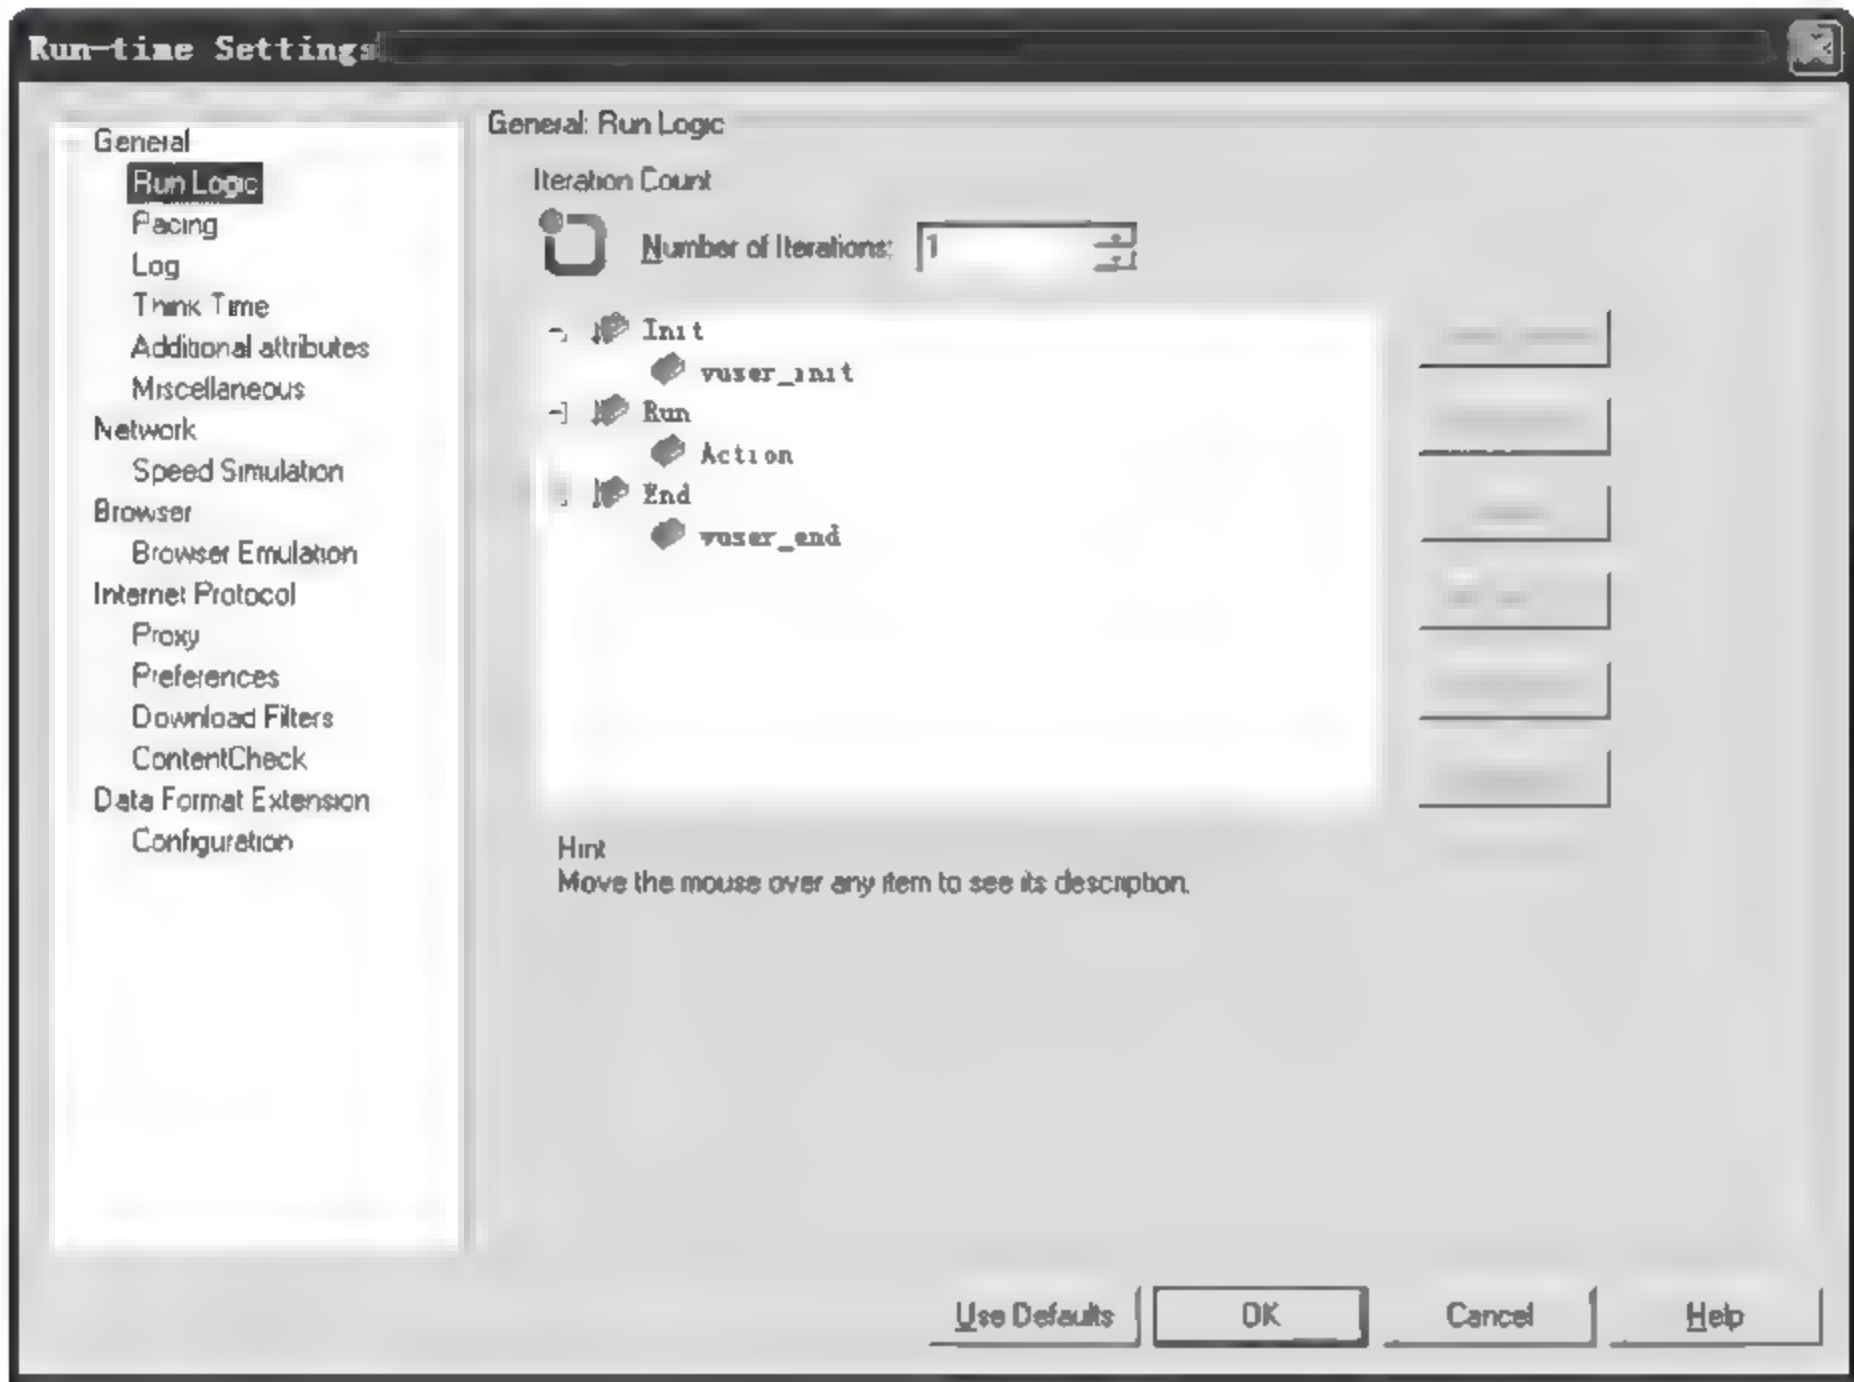 Run-time Settings
General
Run Logic
Pacing
Log
Think Time
Additional attributes
Miscellaneous
Network
Speed Simulation
Browser
Browser Emulation
Internet Protocol
Proxy
Preferences
Download Filters
ContentCheck
Data Format Extension
Configuration
General: Run Logic
Iteration Count
Number of Iterations: 1
Init
vuser_init
Run
Action
End
vuser_end
Hint
Move the mouse over any item to see its description.
Use Defaults OK Cancel Help